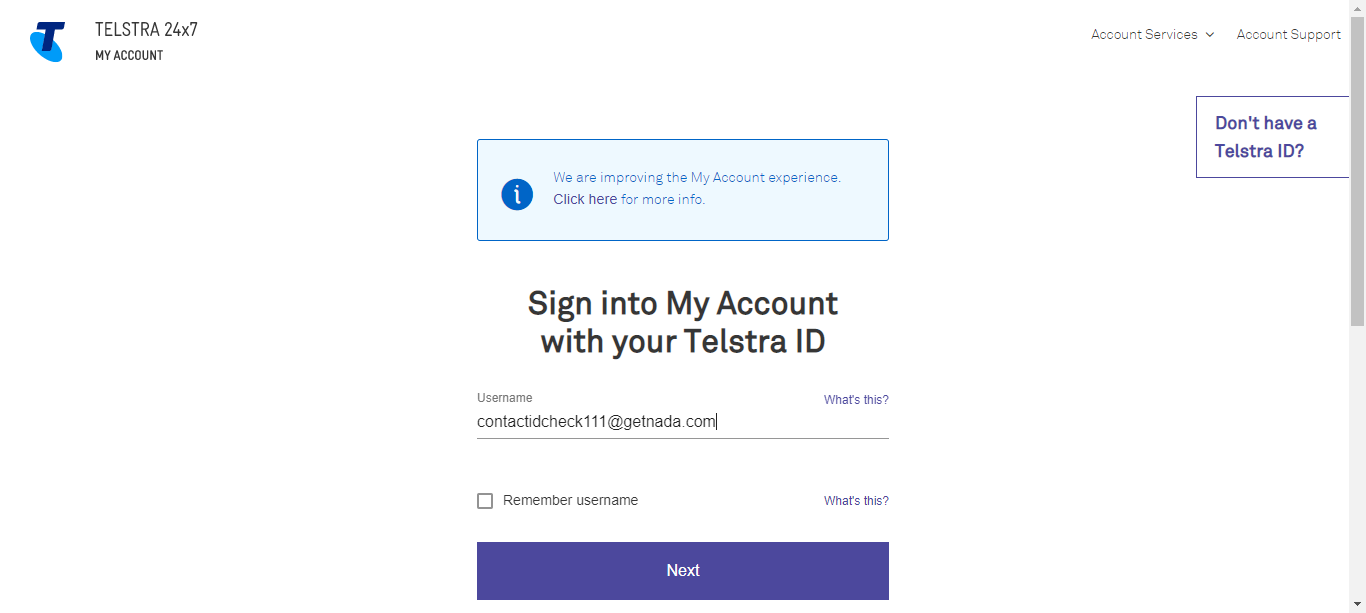 TELSTRA 24x7
MY ACCOUNT
Account Services
Account Support
Don't have a
Telstra ID?
We are improving the My Account experience.
Click here for more info.
Sign into My Account
with your Telstra ID
Username
What's this?
contactidcheck111@getnada.com
Remember username
What's this?
Next